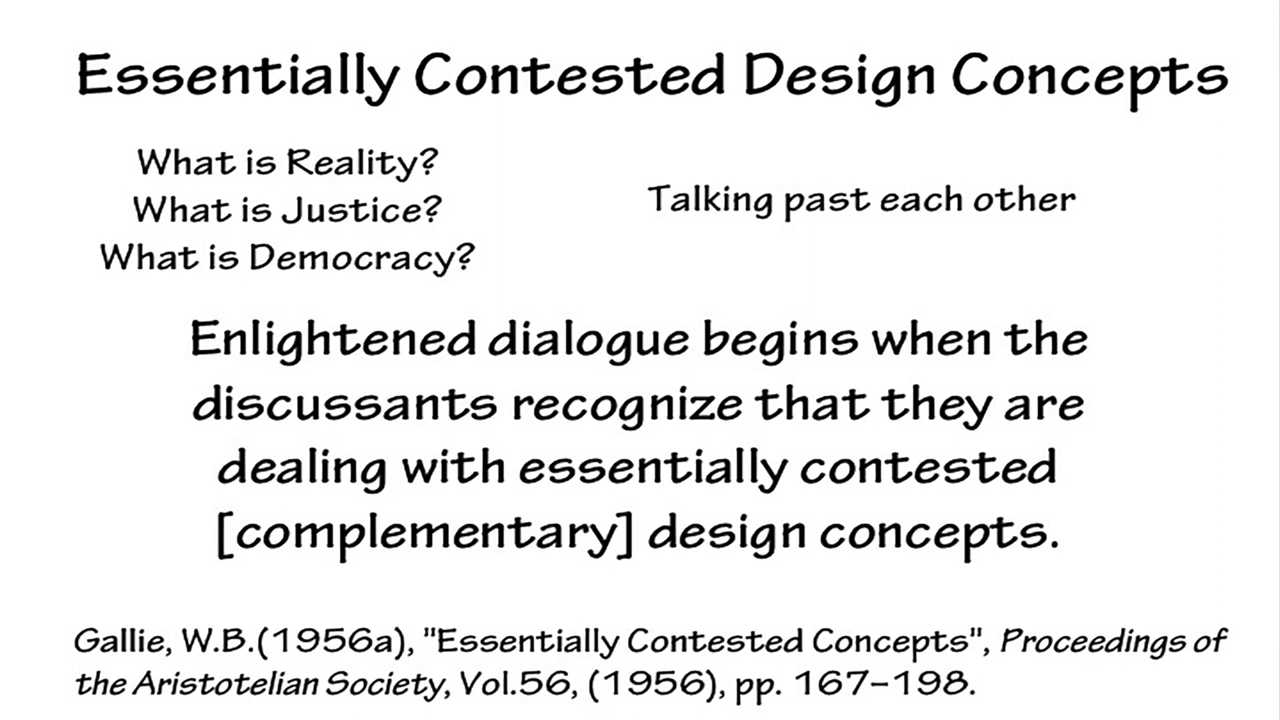 Essentially Contested Design Concepts
What is Reality?
What is Justice?
What is Democracy?
Talking past each other
Enlightened dialogue begins when the
discussants recognize that they are
dealing with essentially contested
[complementary] design concepts.
Gallie, W.B.(1956a), "Essentially Contested Concepts", Proceedings of
the Aristotelian Society, Vol.56, (1956), pp. 167–198.